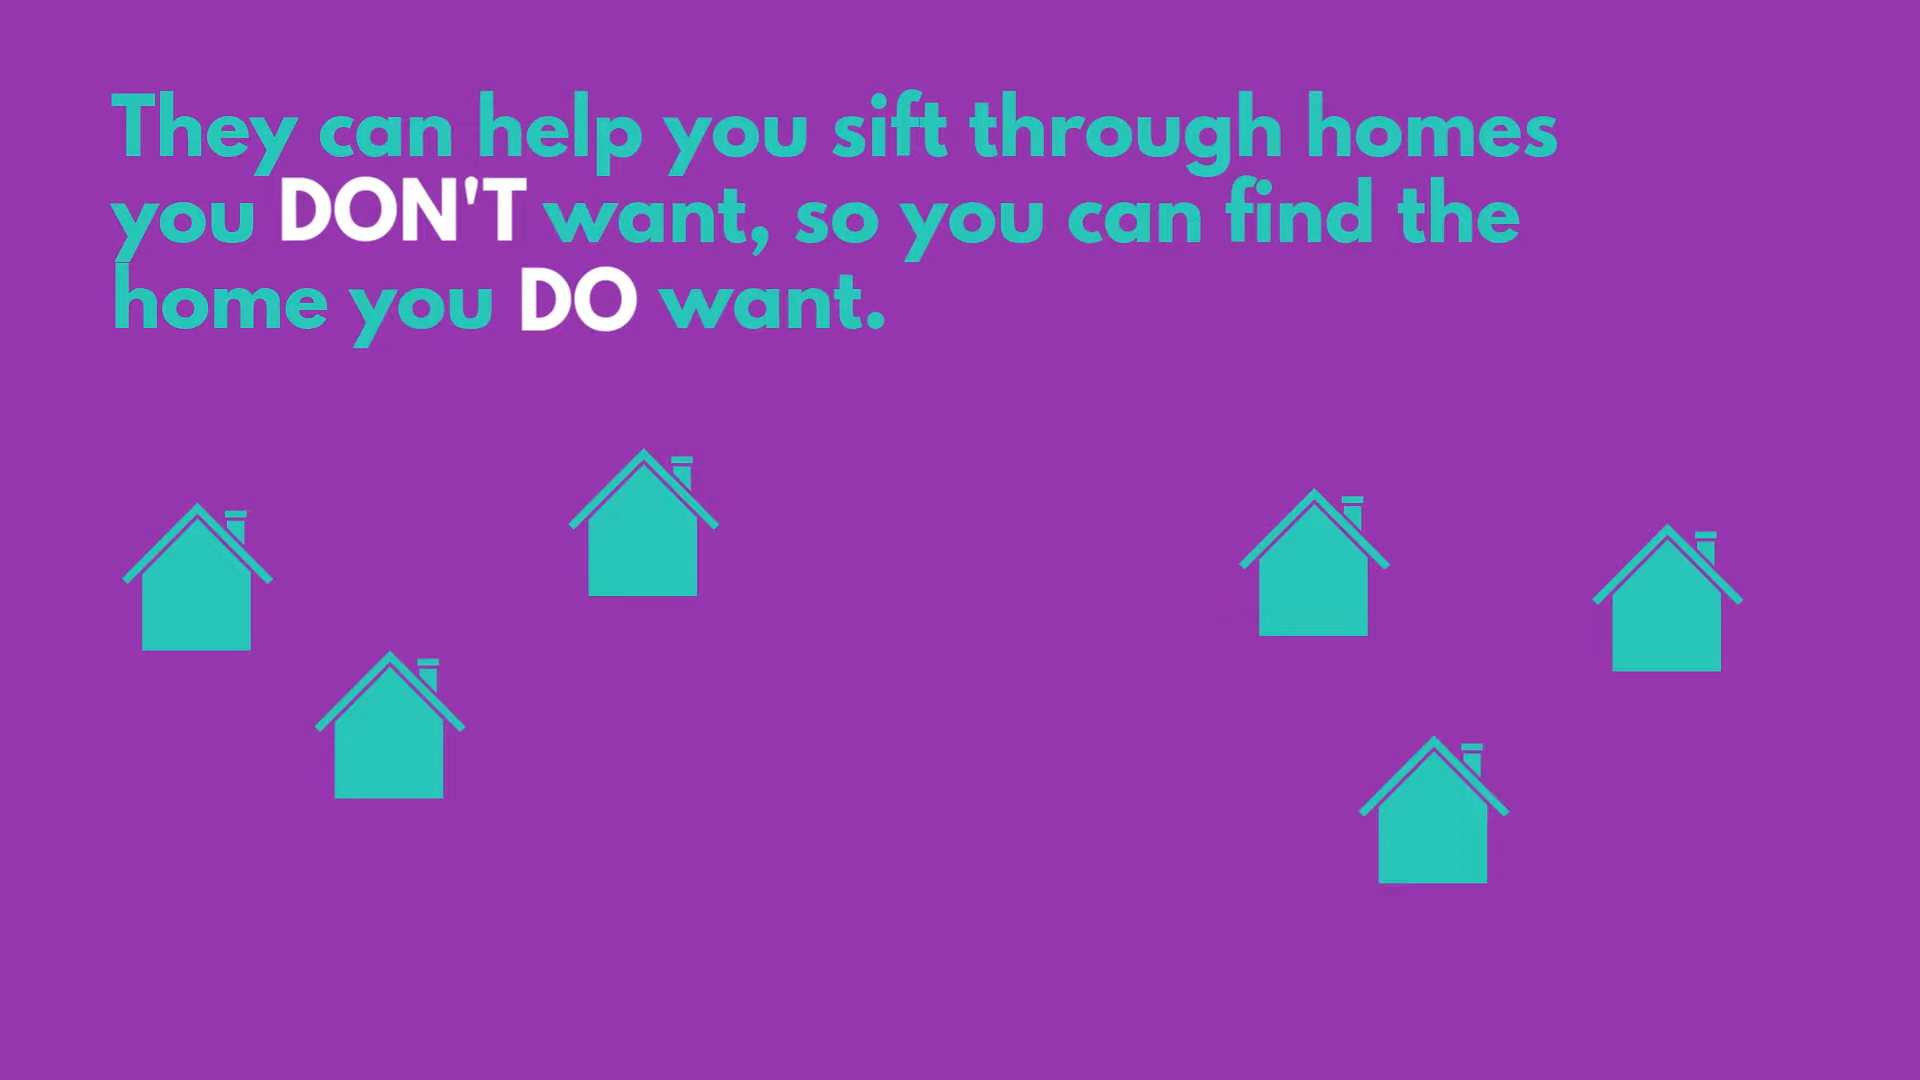 They can help you sift through homes
you DON'T want, so you can find the
home you DO want.